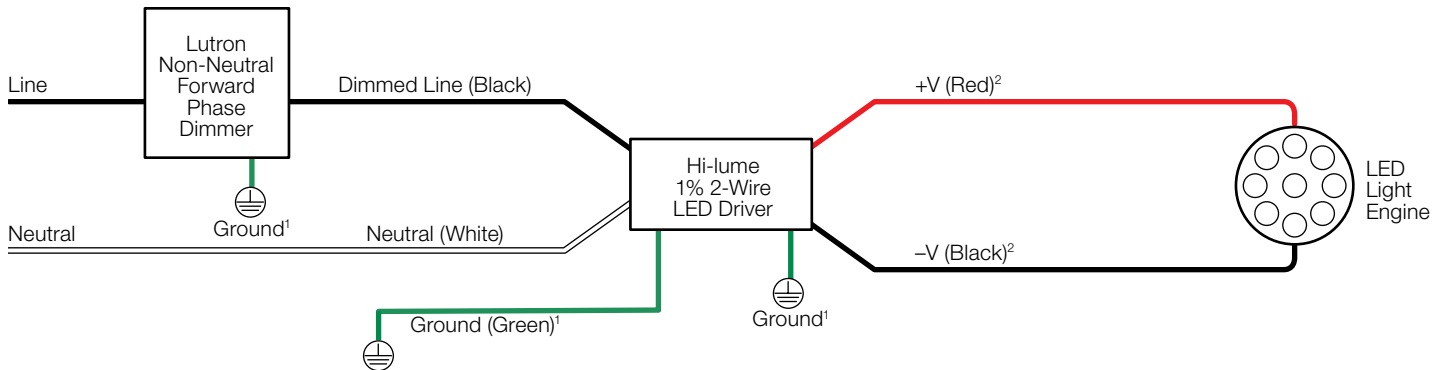 Lutron
Non-Neutral
Forward
Phase
Dimmer
Line
Dimmed Line (Black)
+V (Red)²
Hi-lume
1% 2-Wire
LED Driver
LED
Light
Engine
Ground¹
Neutral
Neutral (White)
–V (Black)²
Ground (Green)¹
Ground¹